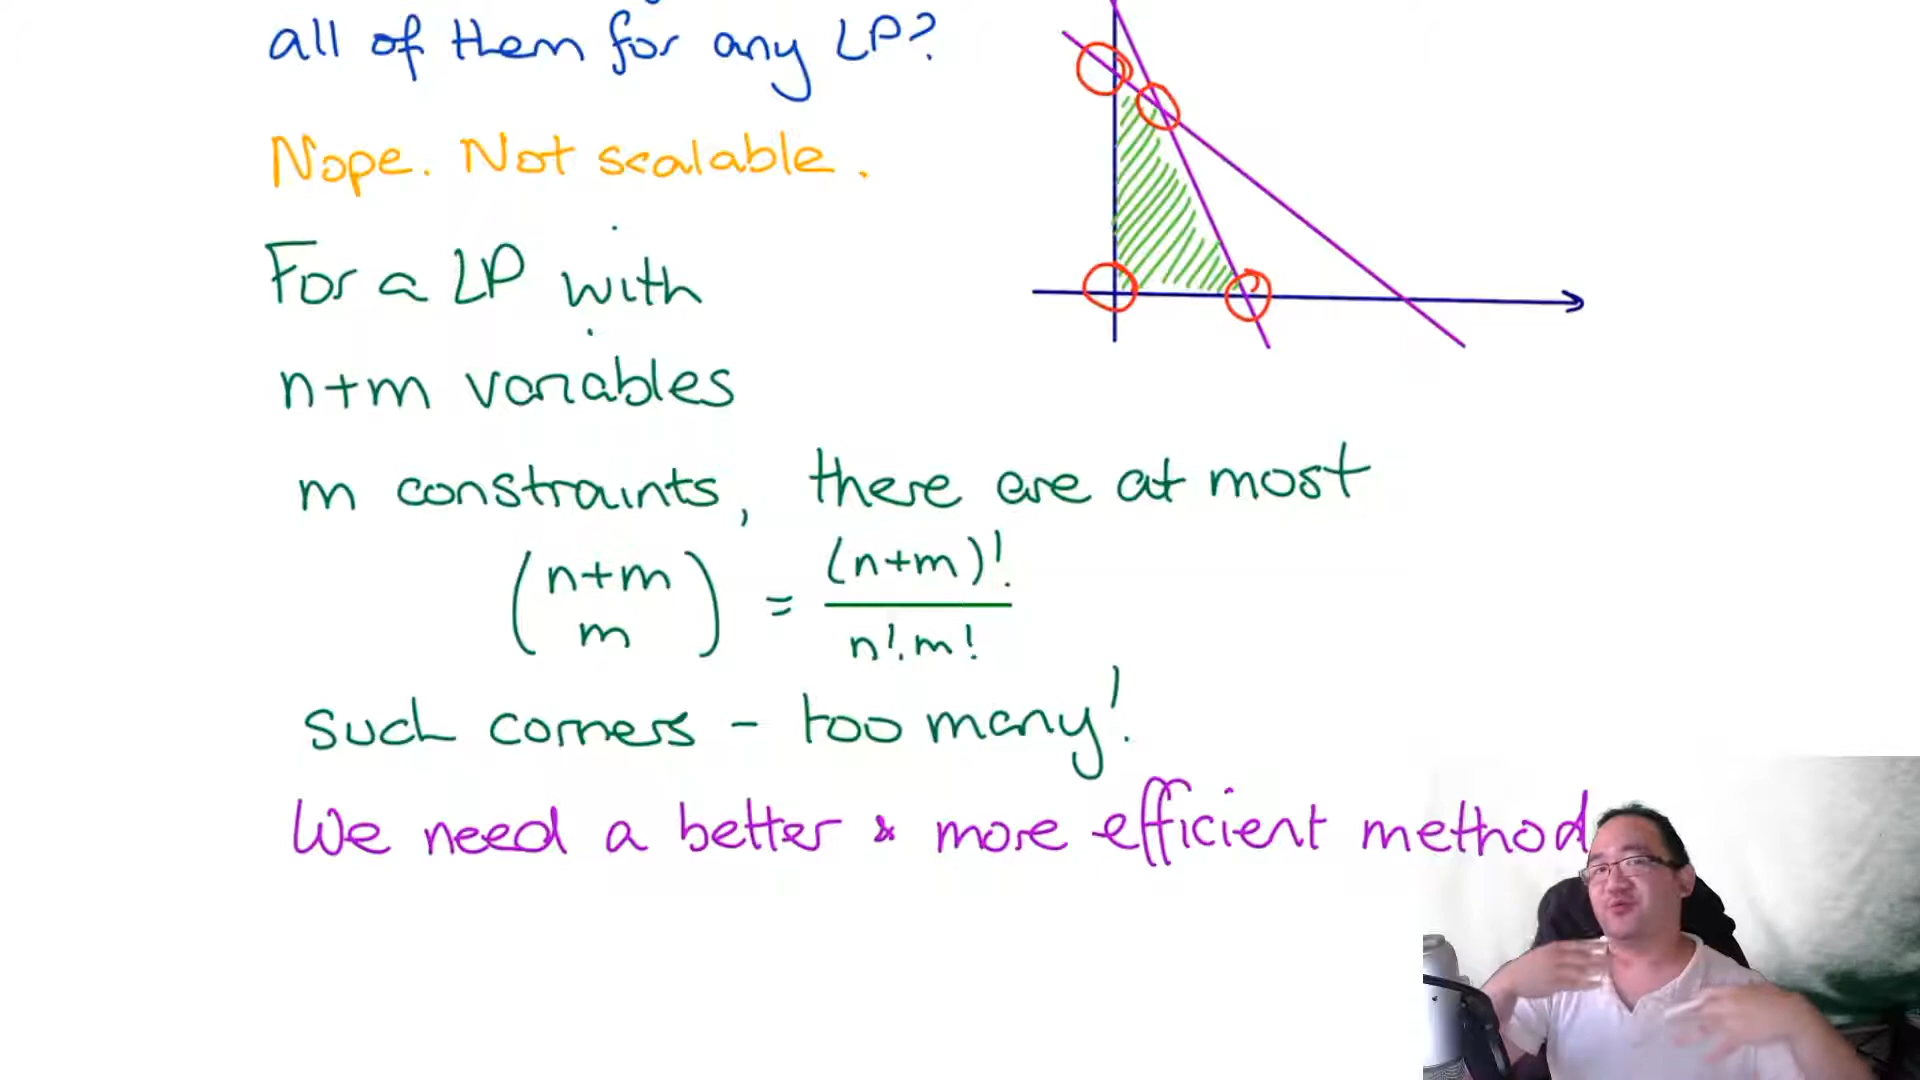 all of them for any LP?
Nope. Not scalable.
For a LP with
n+m variables
m constraints, there are at most
(n+m m) = (n+m)! / n!.m!
such corners - too many!
We need a better & more efficient method